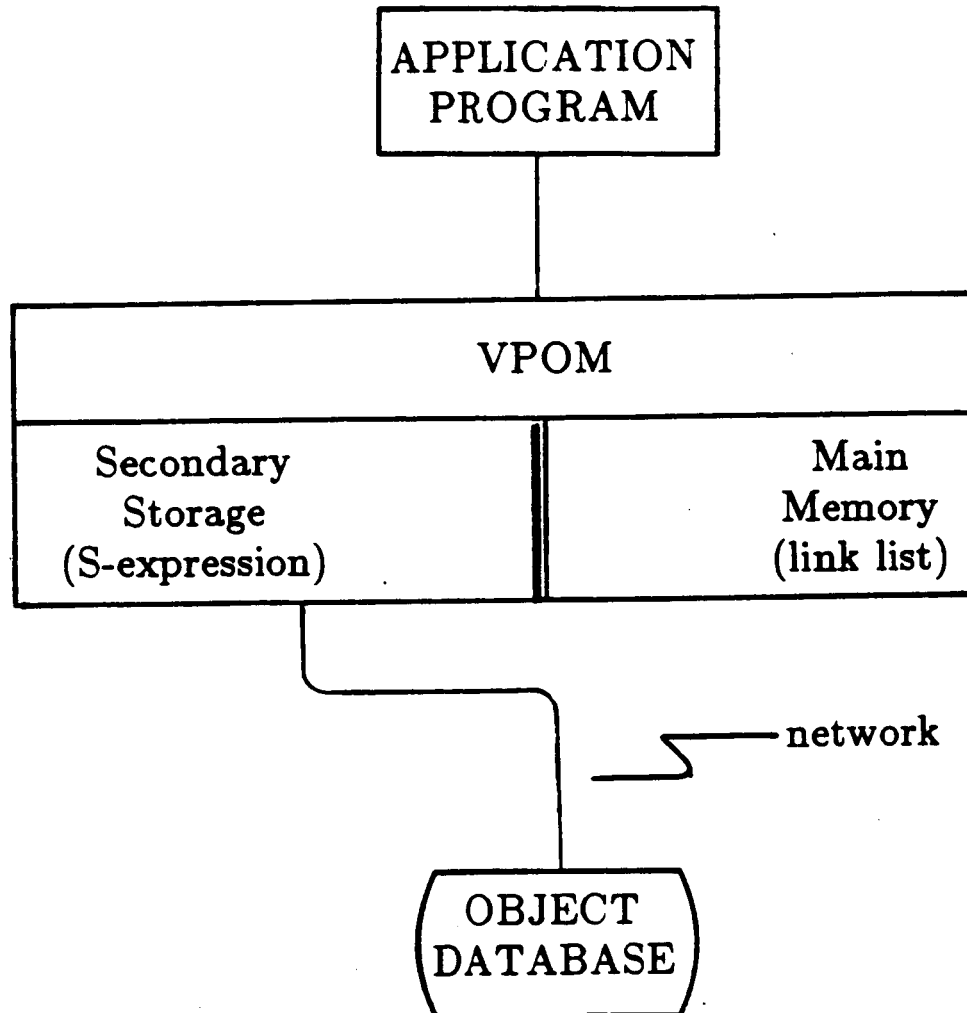 APPLICATION
PROGRAM
VPOM
Secondary
Storage
(S-expression)
Main
Memory
(link list)
network
OBJECT
DATABASE